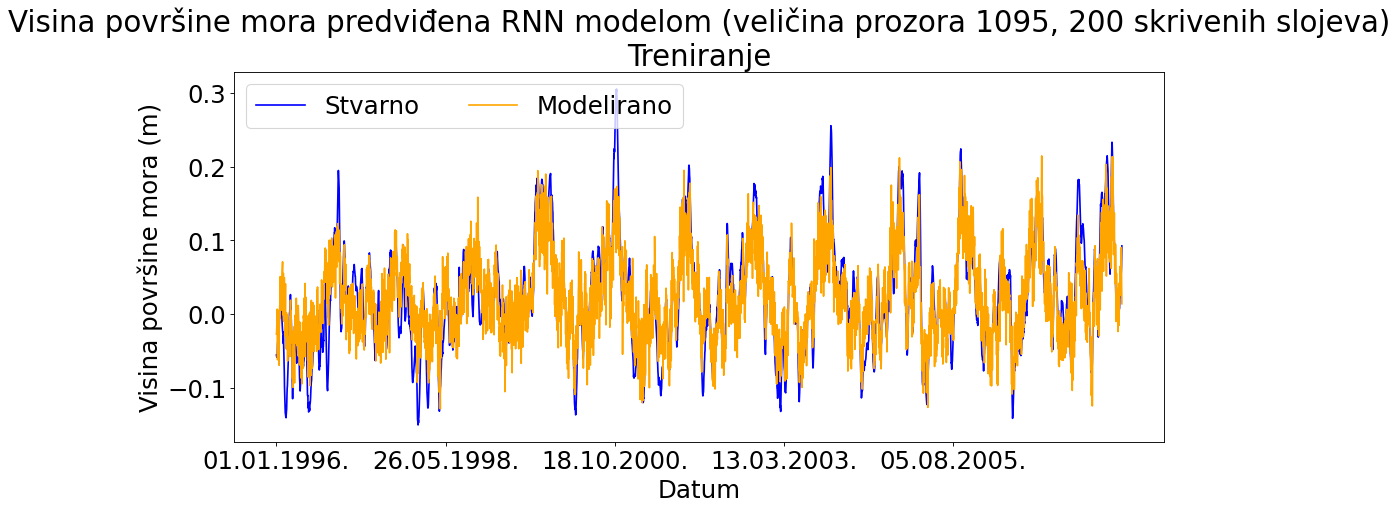 Visina površine mora predviđena RNN modelom (veličina prozora 1095, 200 skrivenih slojeva)
Treniranje
Stvarno
Modelirano
Visina površine mora (m)
0.3
0.2
0.1
0.0
−0.1
01.01.1996.
26.05.1998.
18.10.2000.
13.03.2003.
05.08.2005.
Datum